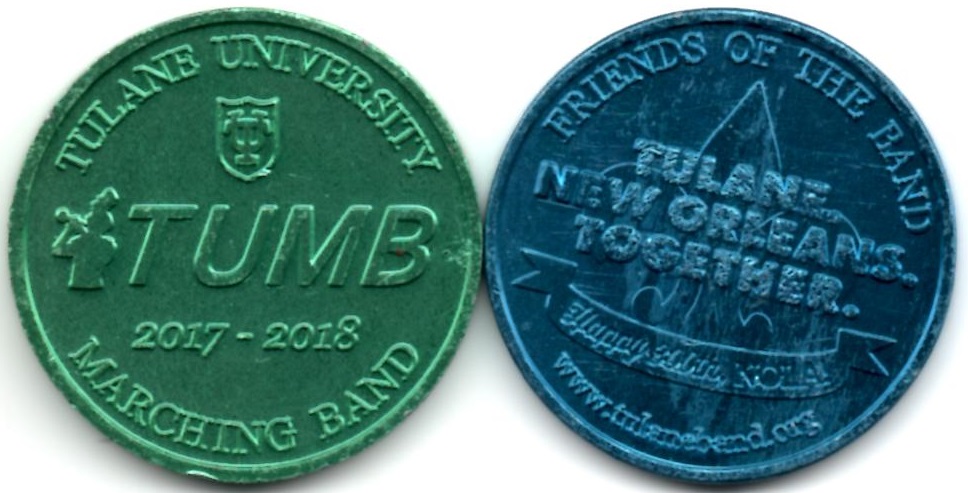 TULANE UNIVERSITY
TUMB
2017 - 2018
MARCHING BAND
FRIENDS OF THE BAND
TULANE.
NEW ORLEANS.
TOGETHER.
Happy 300th, NOLA
www.tulaneband.org